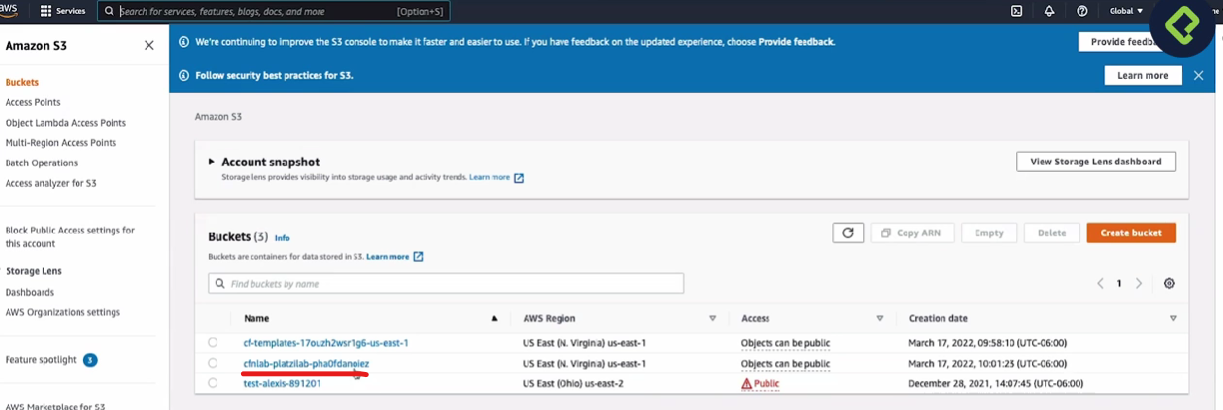 aws
Services
Search for services, features, blogs, docs, and more
[Option+S]
Global
Amazon S3
We're continuing to improve the S3 console to make it faster and easier to use. If you have feedback on the updated experience, choose Provide feedback.
Provide feedb
Follow security best practices for S3.
Learn more
Buckets
Access Points
Object Lambda Access Points
Multi-Region Access Points
Batch Operations
Access analyzer for S3
Block Public Access settings for
this account
Storage Lens
Dashboards
AWS Organizations settings
Feature spotlight 3
AWS Marketplace for S3
Amazon S3
Account snapshot
Storage lens provides visibility into storage usage and activity trends. Learn more
View Storage Lens dashboard
Buckets (3) Info
Buckets are containers for data stored in S3. Learn more
Copy ARN
Empty
Delete
Create bucket
Find buckets by name
1
Name AWS Region Access Creation date
cf-templates-17ouzh2wsr1g6-us-east-1 US East (N. Virginia) us-east-1 Objects can be public March 17, 2022, 09:58:10 (UTC-06:00)
US East (N. Virginia) us-east-1 Objects can be public March 17, 2022, 10:01:23 (UTC-06:00)
test-alexis-891201 US East (Ohio) us-east-2 Public December 28, 2021, 14:07:45 (UTC-06:00)